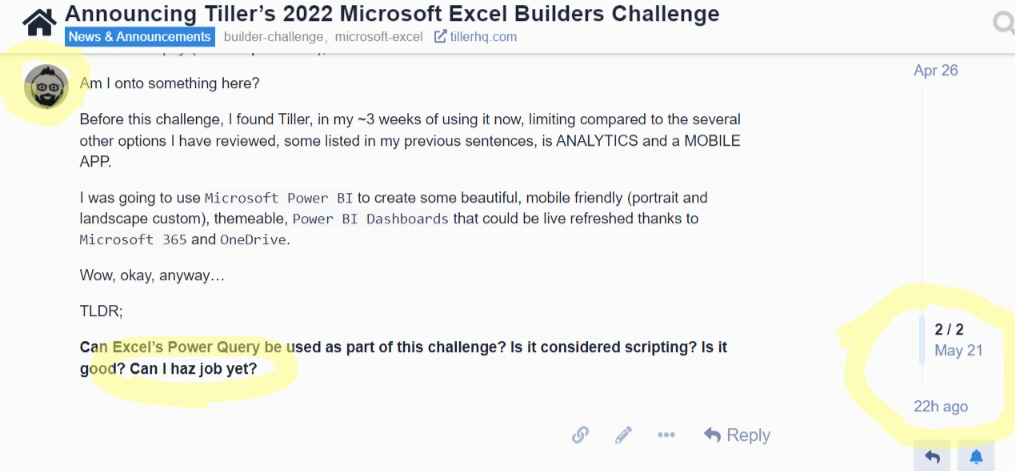 Announcing Tiller's 2022 Microsoft Excel Builders Challenge
News & Announcements builder-challenge, microsoft-excel tillerhq.com
Am I onto something here?
Apr 26
Before this challenge, I found Tiller, in my ~3 weeks of using it now, limiting compared to the several
other options I have reviewed, some listed in my previous sentences, is ANALYTICS and a MOBILE
APP.
I was going to use Microsoft Power BI to create some beautiful, mobile friendly (portrait and
landscape custom), themeable, Power BI Dashboards that could be live refreshed thanks to
Microsoft 365 and OneDrive.
Wow, okay, anyway…
TLDR;
Can Excel's Power Query be used as part of this challenge? Is it considered scripting? Is it
good? Can I haz job yet?
2 / 2
May 21
22h ago
Reply